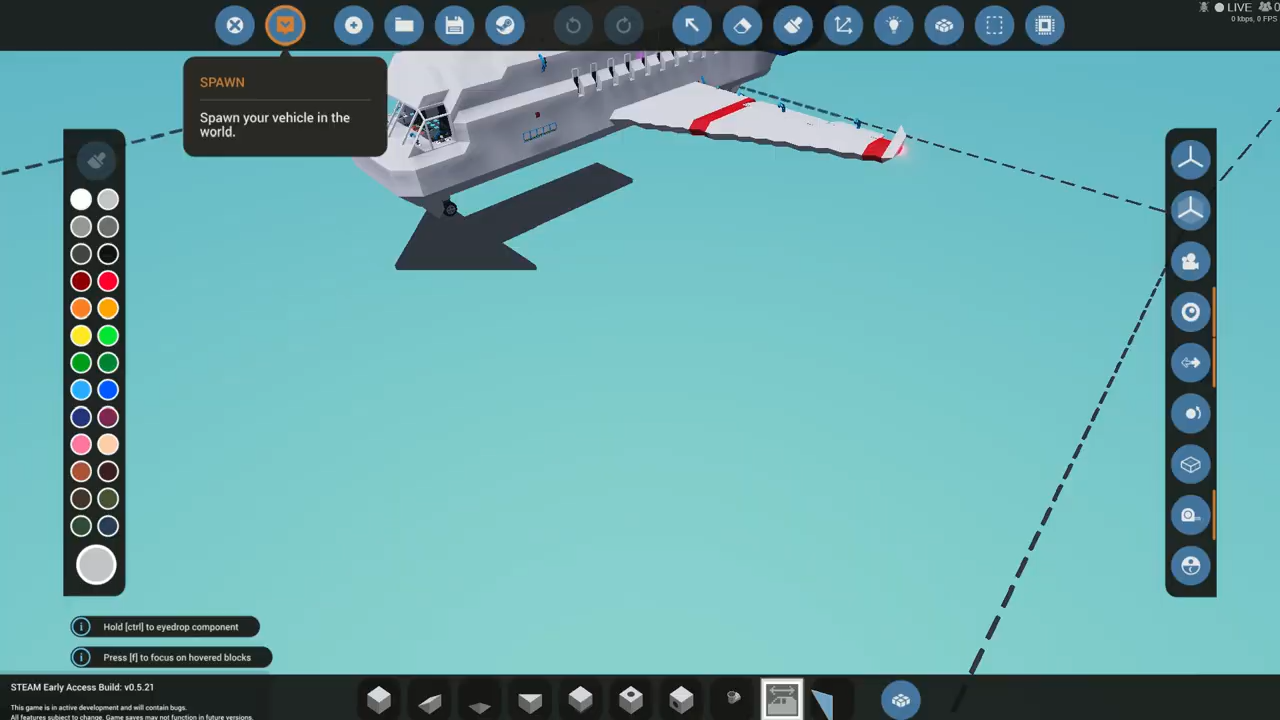 LIVE 0
0 kbps, 0 FPS
SPAWN
Spawn your vehicle in the
world.
Hold [ctrl] to eyedrop component
Press [f] to focus on hovered blocks
STEAM Early Access Build: v0.5.21
This game is in active development and will contain bugs.
All features subject to change. Game saves may not function in future versions.